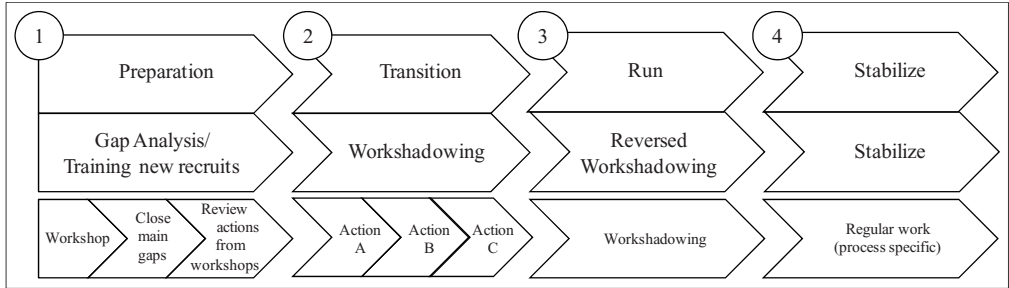 1
2
3
4
Preparation
Transition
Run
Stabilize
Gap Analysis/
Training new recruits
Workshadowing
Reversed
Workshadowing
Stabilize
Workshop
Close
main
gaps
Review
actions
from
workshops
Action
A
Action
B
Action
C
Workshadowing
Regular work
(process specific)